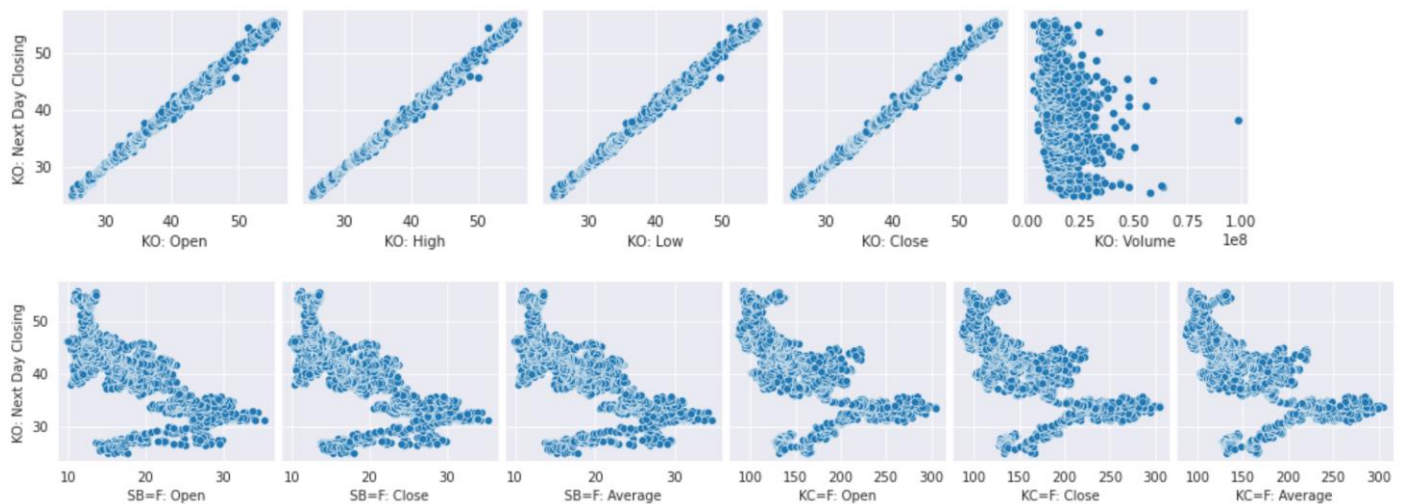 KO: Next Day Closing
50
40
30
30 40 50
KO: Open
30 40 50
KO: High
30 40 50
KO: Low
30 40 50
KO: Close
0.00 0.25 0.50 0.75 1.00
1e8
KO: Volume
KO: Next Day Closing
50
40
30
10 20 30
SB=F: Open
10 20 30
SB=F: Close
10 20 30
SB=F: Average
100 150 200 250 300
KC=F: Open
100 150 200 250 300
KC=F: Close
100 150 200 250 300
KC=F: Average